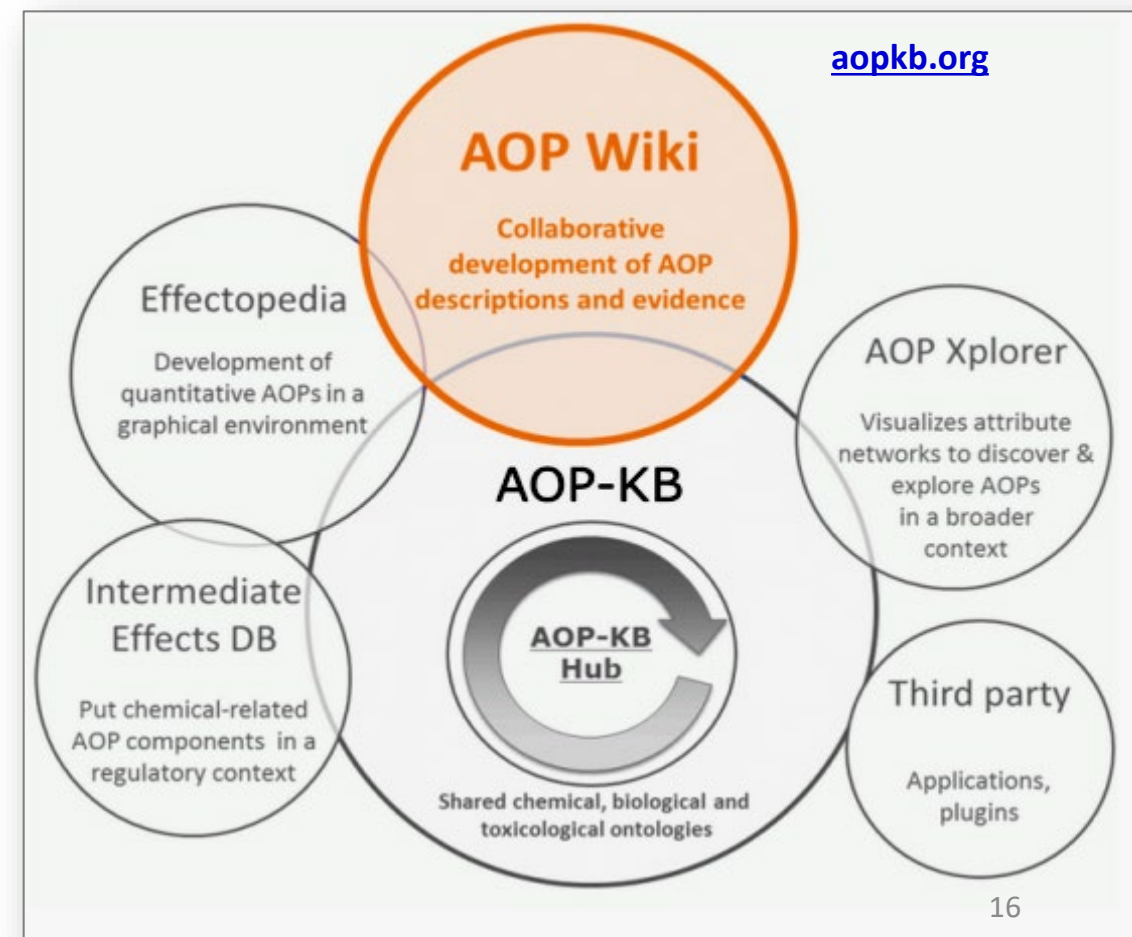 aopkb.org
AOP Wiki
Collaborative
development of AOP
descriptions and evidence
Effectopedia
Development of
quantitative AOPs in a
graphical environment
AOP Xplorer
Visualizes attribute
networks to discover &
explore AOPs
in a broader
context
AOP-KB
Intermediate
Effects DB
Put chemical-related
AOP components in a
regulatory context
AOP-KB
Hub
Shared chemical, biological and
toxicological ontologies
Third party
Applications,
plugins
16